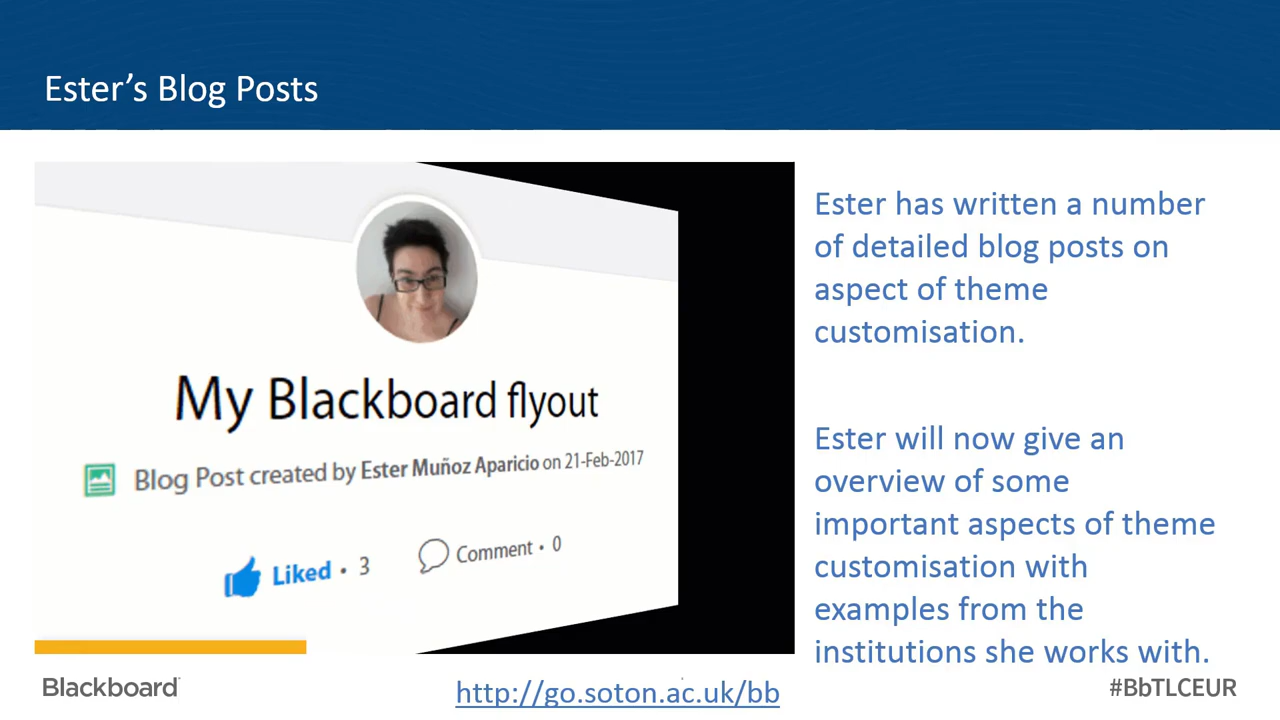 Ester’s Blog Posts
My Blackboard flyout
Blog Post created by Ester Muñoz Aparicio on 21-Feb-2017
Liked • 3
Comment • 0
Ester has written a number
of detailed blog posts on
aspect of theme
customisation.
Ester will now give an
overview of some
important aspects of theme
customisation with
examples from the
institutions she works with.
Blackboard
http://go.soton.ac.uk/bb
#BbTLCEUR